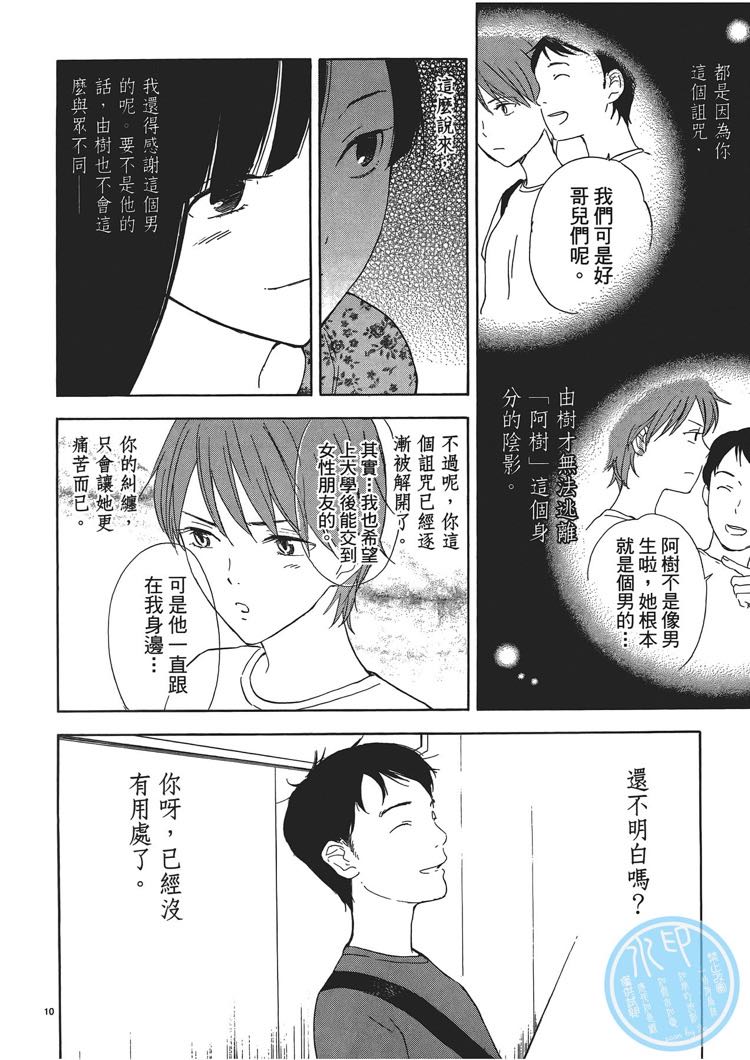 都是因為你
這個詛咒，
我們可是好
哥兒們呢。
由樹才無法逃離
「阿樹」這個身
分的陰影。
阿樹不是像男
生啦，她根本
就是個男的…
這麼說來，
我還得感謝這個男
的呢。要不是他的
話，由樹也不會這
麼與眾不同——
不過呢，你這
個詛咒已經逐
漸被解開了。
其實…我也希望
上大學後能交到
女性朋友的。
可是他一直跟
在我身邊…
你的糾纏，
只會讓她更
痛苦而已。
還不明白嗎？
你呀，已經沒
有用處了。
10
水印